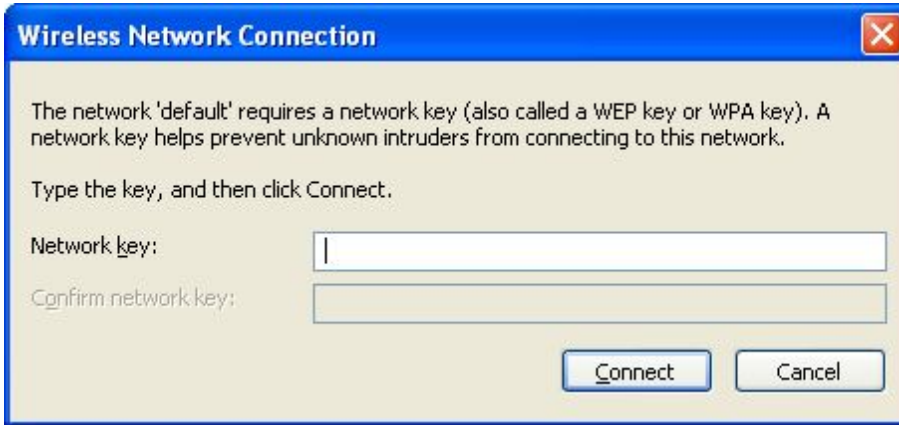 Wireless Network Connection
The network 'default' requires a network key (also called a WEP key or WPA key). A
network key helps prevent unknown intruders from connecting to this network.
Type the key, and then click Connect.
Network key:
Confirm network key:
Connect Cancel